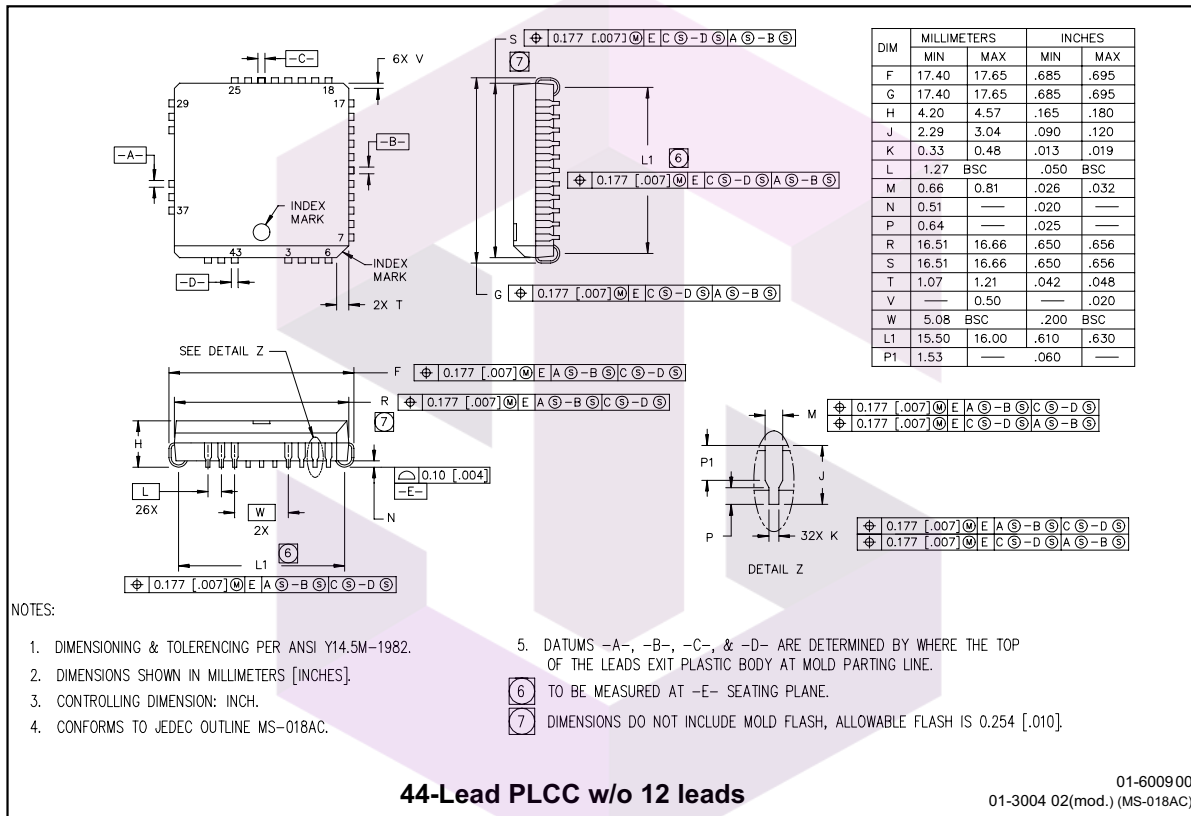 S ⌖ 0.177 [.007] Ⓜ E C Ⓢ –D Ⓢ A Ⓢ –B Ⓢ
7
–C–
6X V
25
18
29
17
–A–
–B–
37
INDEX
MARK
7
43
3
6
INDEX
MARK
–D–
2X T
L1 6
⌖ 0.177 [.007] Ⓜ E C Ⓢ –D Ⓢ A Ⓢ –B Ⓢ
G ⌖ 0.177 [.007] Ⓜ E C Ⓢ –D Ⓢ A Ⓢ –B Ⓢ
DIM MILLIMETERS INCHES
MIN MAX MIN MAX
F 17.40 17.65 .685 .695
G 17.40 17.65 .685 .695
H 4.20 4.57 .165 .180
J 2.29 3.04 .090 .120
K 0.33 0.48 .013 .019
L 1.27 BSC .050 BSC
M 0.66 0.81 .026 .032
N 0.51 — .020 —
P 0.64 — .025 —
R 16.51 16.66 .650 .656
S 16.51 16.66 .650 .656
T 1.07 1.21 .042 .048
V — 0.50 — .020
W 5.08 BSC .200 BSC
L1 15.50 16.00 .610 .630
P1 1.53 — .060 —
SEE DETAIL Z
F ⌖ 0.177 [.007] Ⓜ E A Ⓢ –B Ⓢ C Ⓢ –D Ⓢ
R ⌖ 0.177 [.007] Ⓜ E A Ⓢ –B Ⓢ C Ⓢ –D Ⓢ
7
H
⌓ 0.10 [.004]
–E–
L
26X
W
2X
N
6
L1
⌖ 0.177 [.007] Ⓜ E A Ⓢ –B Ⓢ C Ⓢ –D Ⓢ
M ⌖ 0.177 [.007] Ⓜ E A Ⓢ –B Ⓢ C Ⓢ –D Ⓢ
⌖ 0.177 [.007] Ⓜ E C Ⓢ –D Ⓢ A Ⓢ –B Ⓢ
P1
J
P
32X K
⌖ 0.177 [.007] Ⓜ E A Ⓢ –B Ⓢ C Ⓢ –D Ⓢ
⌖ 0.177 [.007] Ⓜ E C Ⓢ –D Ⓢ A Ⓢ –B Ⓢ
DETAIL Z
NOTES:
1. DIMENSIONING & TOLERENCING PER ANSI Y14.5M–1982.
2. DIMENSIONS SHOWN IN MILLIMETERS [INCHES].
3. CONTROLLING DIMENSION: INCH.
4. CONFORMS TO JEDEC OUTLINE MS–018AC.
5. DATUMS –A–, –B–, –C–, & –D– ARE DETERMINED BY WHERE THE TOP
OF THE LEADS EXIT PLASTIC BODY AT MOLD PARTING LINE.
6 TO BE MEASURED AT –E– SEATING PLANE.
7 DIMENSIONS DO NOT INCLUDE MOLD FLASH, ALLOWABLE FLASH IS 0.254 [.010].
44-Lead PLCC w/o 12 leads
01-6009 00
01-3004 02(mod.) (MS-018AC)